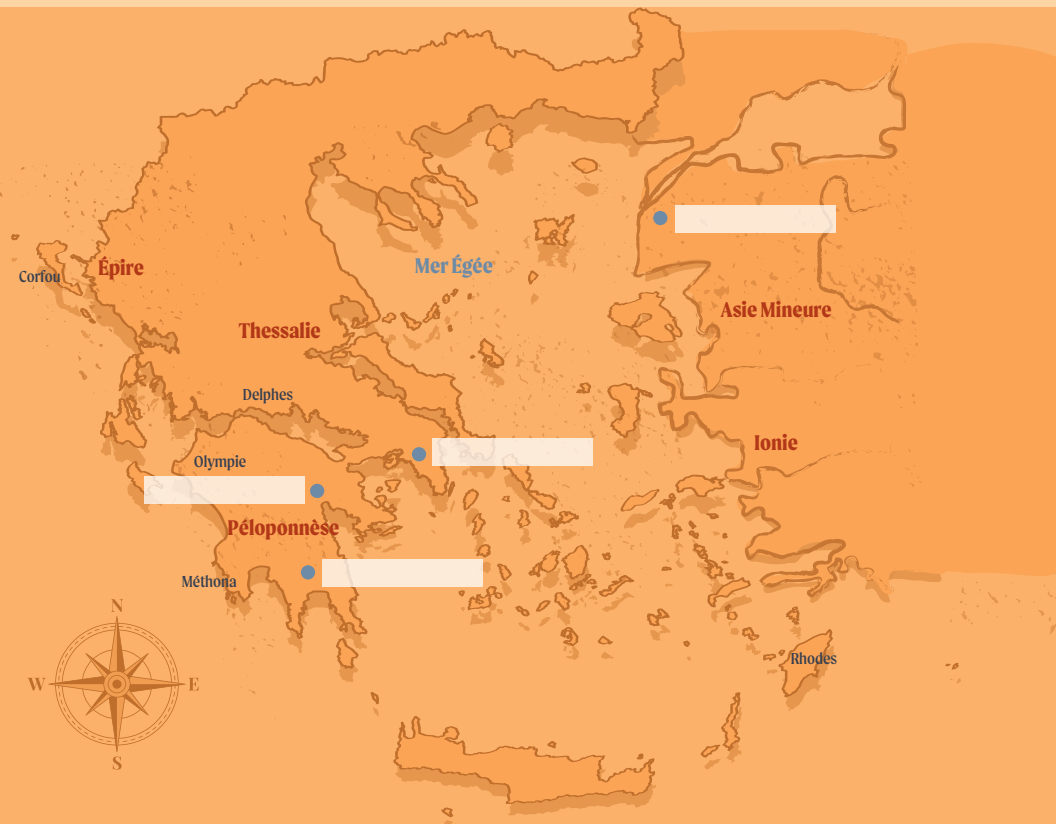 Mer Égée
Corfou
Épire
Asie Mineure
Thessalie
Delphes
Ionie
Olympie
Péloponnèse
Méthona
N
W
E
S
Rhodes